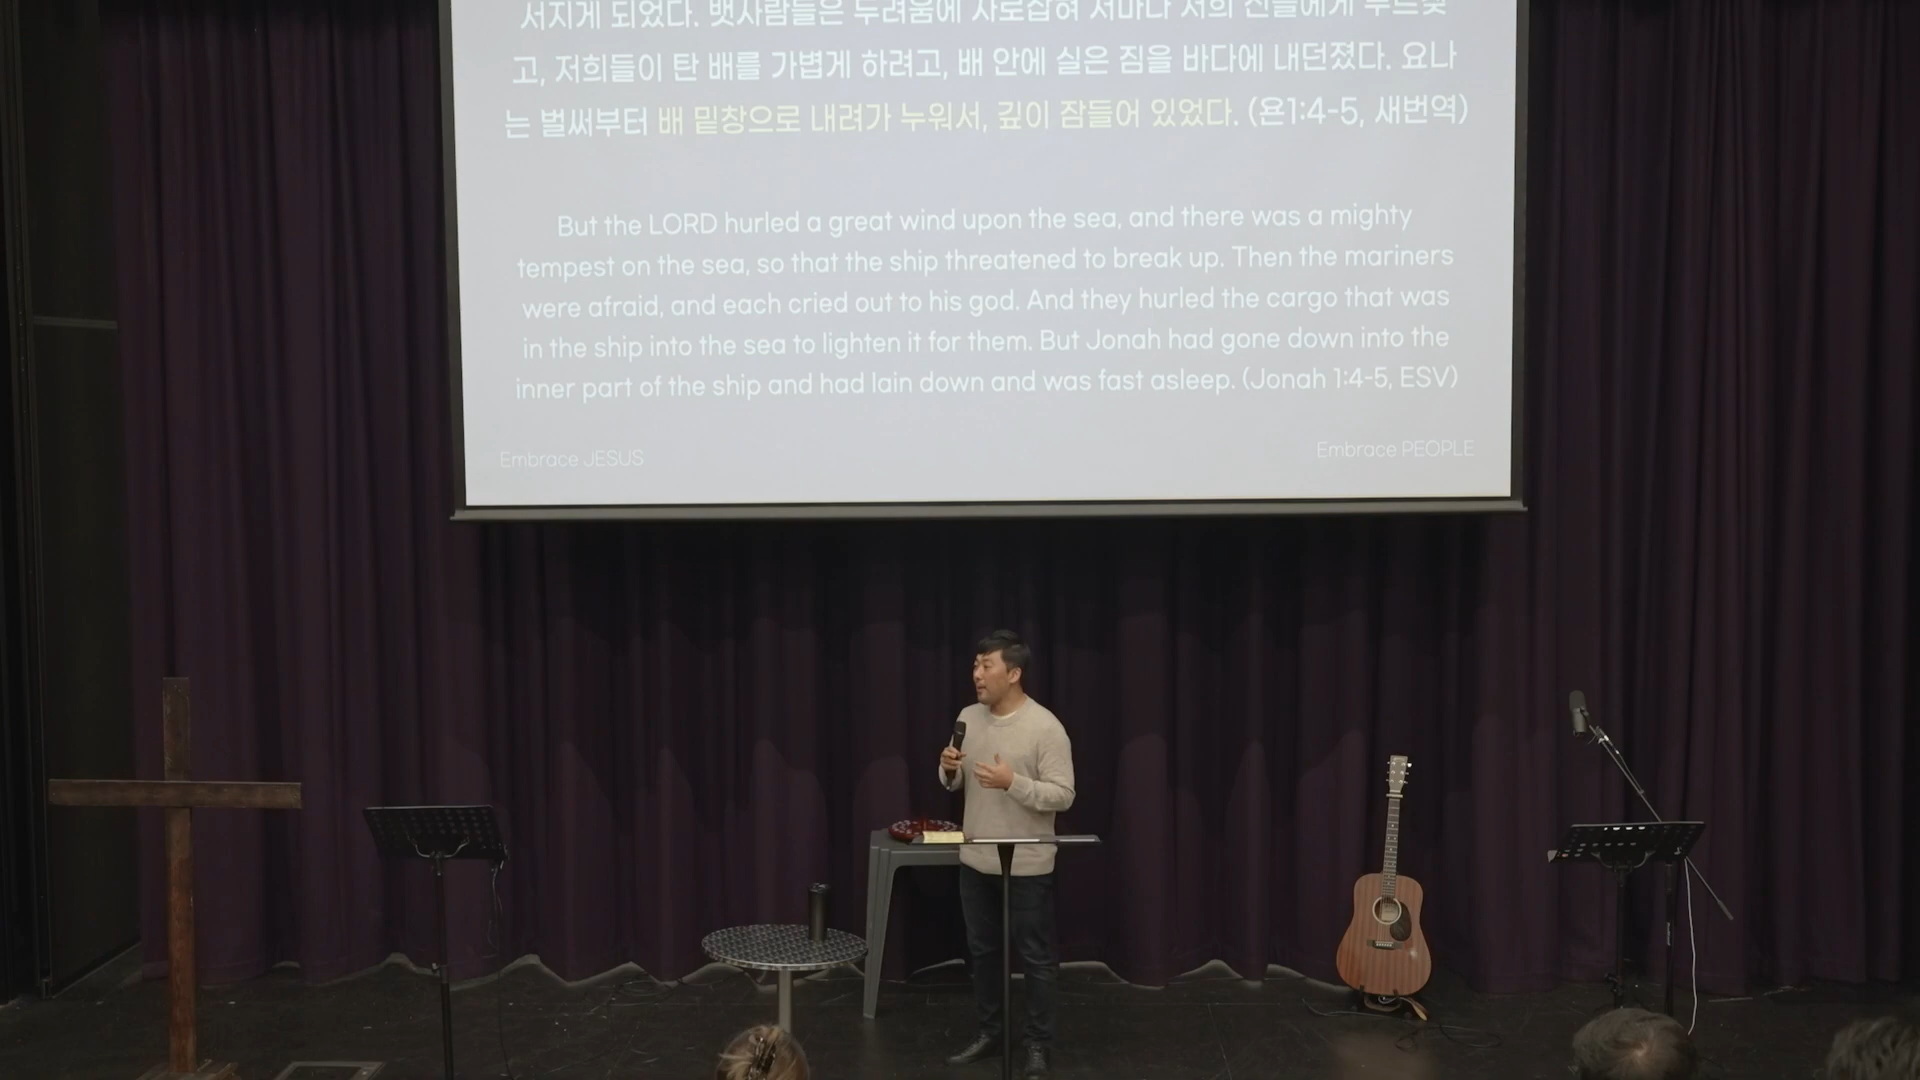 서지게 되었다. 뱃사람들은 두려움에 사로잡혀 저마다 저희 신들에게 부르짖
고, 저희들이 탄 배를 가볍게 하려고, 배 안에 실은 짐을 바다에 내던졌다. 요나
는 벌써부터 배 밑창으로 내려가 누워서, 깊이 잠들어 있었다. (욘1:4-5, 새번역)
But the LORD hurled a great wind upon the sea, and there was a mighty
tempest on the sea, so that the ship threatened to break up. Then the mariners
were afraid, and each cried out to his god. And they hurled the cargo that was
in the ship into the sea to lighten it for them. But Jonah had gone down into the
inner part of the ship and had lain down and was fast asleep. (Jonah 1:4-5, ESV)
Embrace JESUS
Embrace PEOPLE